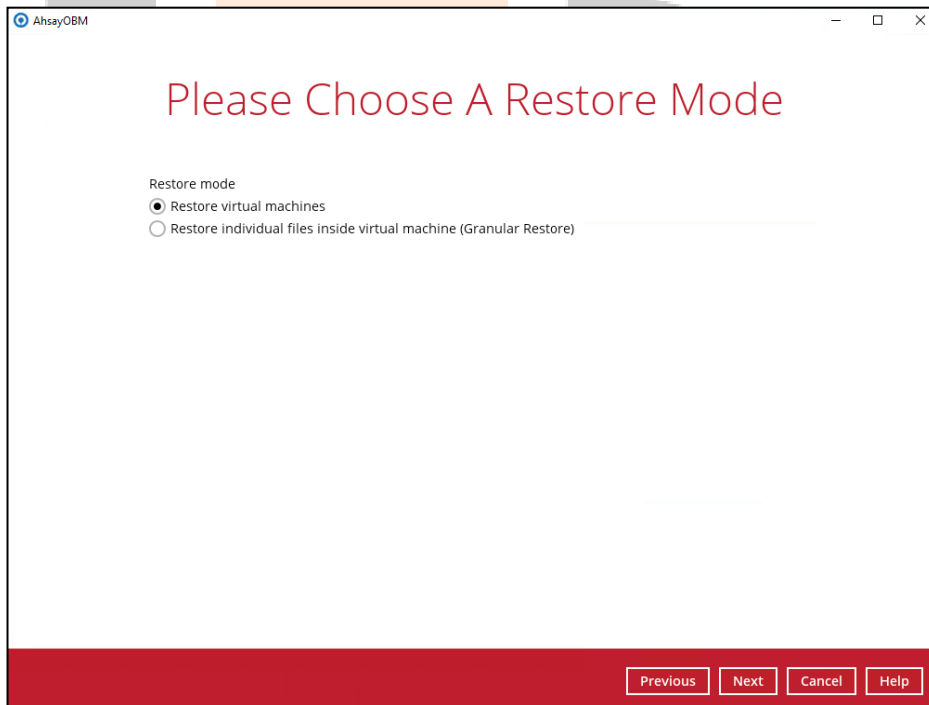 AhsayOBM
Please Choose A Restore Mode
Restore mode
Restore virtual machines
Restore individual files inside virtual machine (Granular Restore)
Previous Next Cancel Help